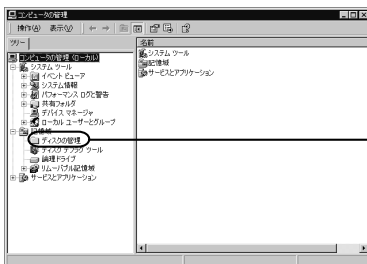 コンピュータの管理
操作(A) 表示(V)
ツリー
名前
コンピュータの管理 (ローカル)
システム ツール
イベント ビューア
システム情報
パフォーマンス ログと警告
共有フォルダ
デバイス マネージャ
ローカル ユーザーとグループ
記憶域
ディスクの管理
ディスク デフラグ ツール
論理ドライブ
リムーバブル記憶域
サービスとアプリケーション
システム ツール
記憶域
サービスとアプリケーション